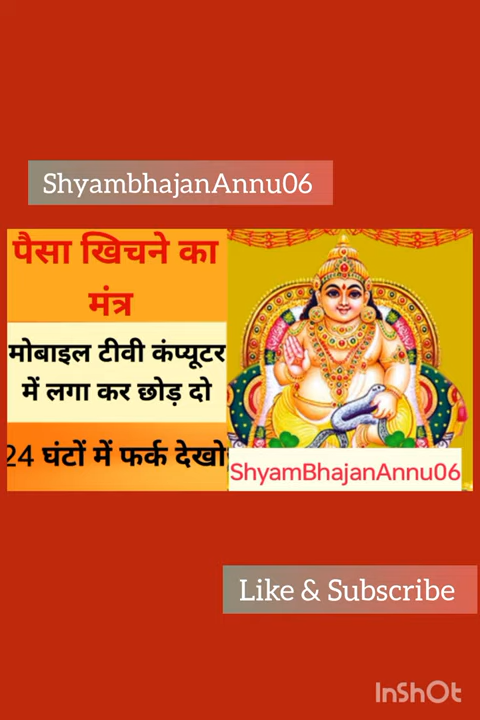 ShyambhajanAnnu06
पैसा खिचने का
मंत्र
मोबाइल टीवी कंप्यूटर
में लगा कर छोड़ दो
24 घंटों में फर्क देखो
ShyamBhajanAnnu06
Like & Subscribe
InShOt